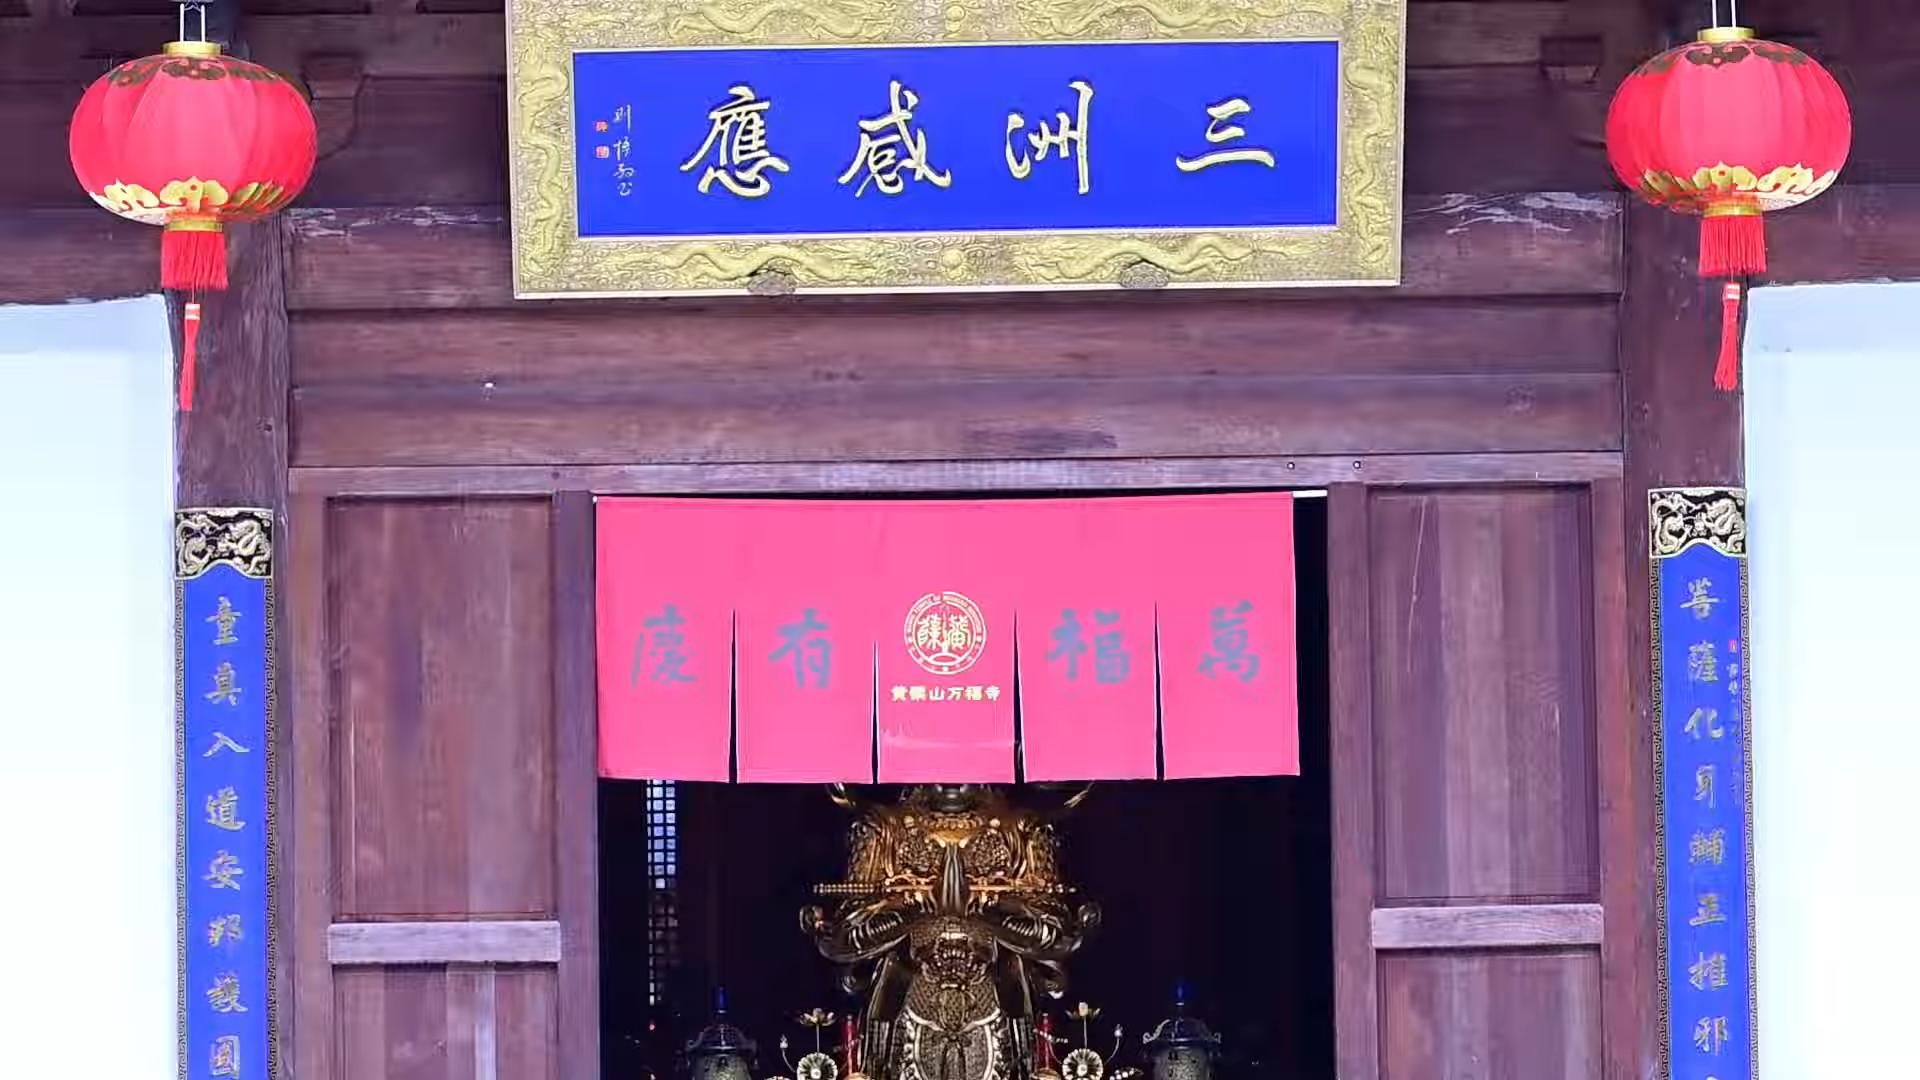 三洲感應
萬福有慶
黄檗山万福寺
菩薩化身輔正摧邪
童真入道安邦護國